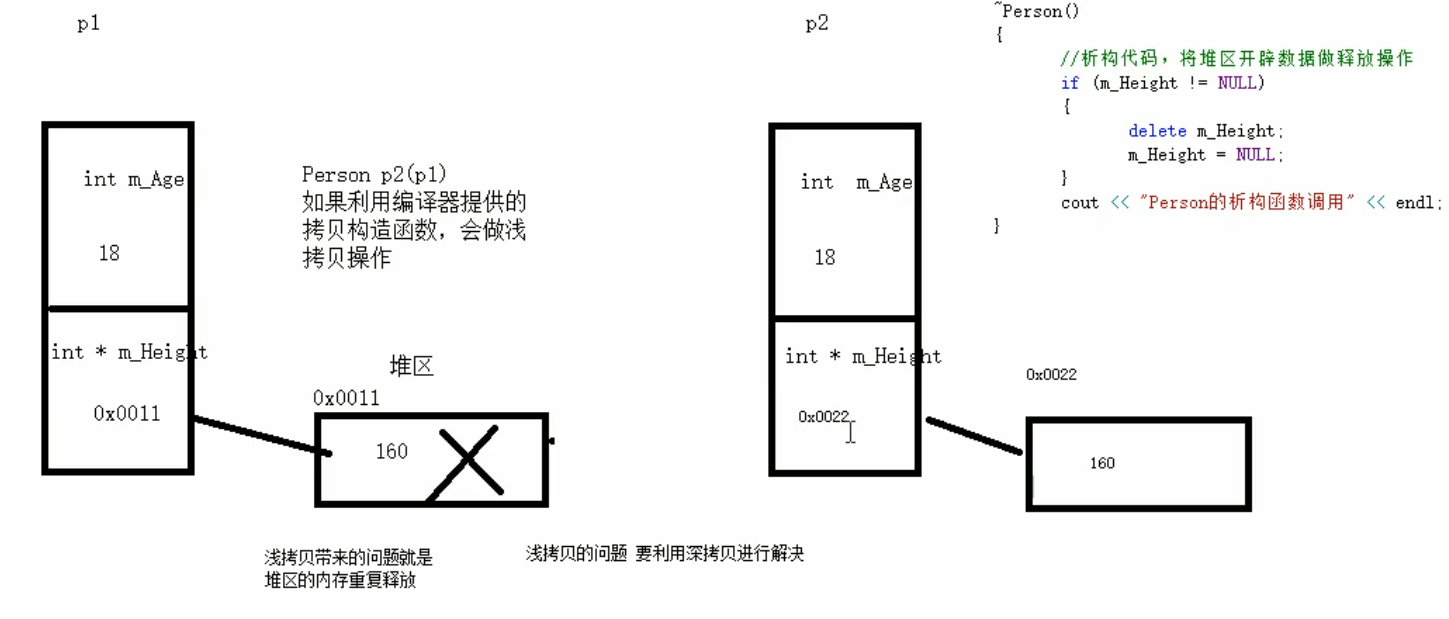 p1
int m_Age
18
int * m_Height
0x0011
Person p2(p1)
如果利用编译器提供的
拷贝构造函数，会做浅
拷贝操作
堆区
0x0011
160
浅拷贝带来的问题就是
堆区的内存重复释放
浅拷贝的问题 要利用深拷贝进行解决
p2
int  m_Age
18
int * m_Height
0x0022
0x0022
160
~Person()
{
//析构代码，将堆区开辟数据做释放操作
if (m_Height != NULL)
{
delete m_Height;
m_Height = NULL;
}
cout << "Person的析构函数调用" << endl;
}